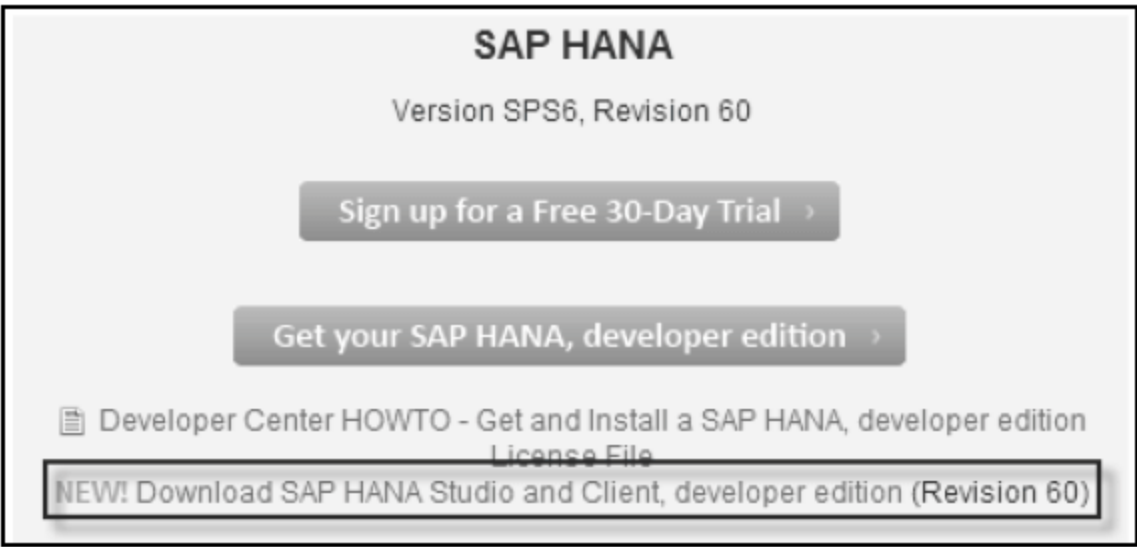 SAP HANA
Version SPS6, Revision 60
Sign up for a Free 30-Day Trial ›
Get your SAP HANA, developer edition ›
Developer Center HOWTO - Get and Install a SAP HANA, developer edition
License File
NEW! Download SAP HANA Studio and Client, developer edition (Revision 60)